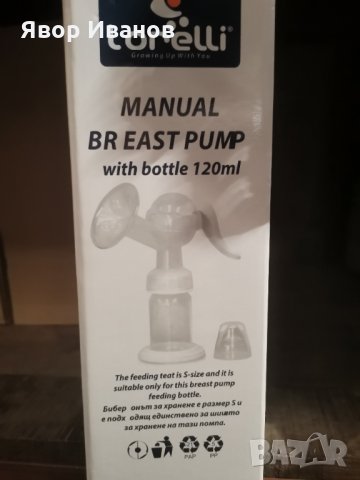 Явор Иванов
Lorelli
Growing Up With You
MANUAL
BR EAST PUMP
with bottle 120ml
The feeding teat is S-size and it is
suitable only for this breast pump
feeding bottle.
Бибер онът за хранене е размер S и
е подх одящ единствено за шишето
за хранене на тази помпа.
PAP PP
BAZAR